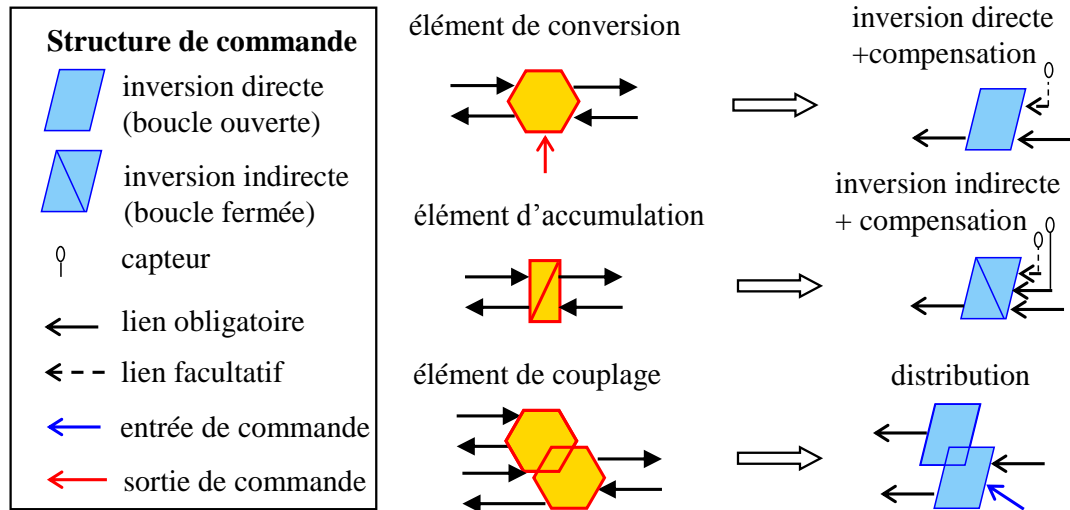 Structure de commande
inversion directe
(boucle ouverte)
inversion indirecte
(boucle fermée)
capteur
lien obligatoire
lien facultatif
entrée de commande
sortie de commande
élément de conversion
inversion directe
+compensation
élément d’accumulation
inversion indirecte
+ compensation
élément de couplage
distribution